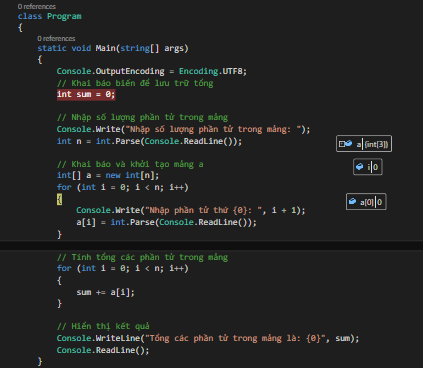 0 references
class Program
{
0 references
static void Main(string[] args)
{
Console.OutputEncoding = Encoding.UTF8;
// Khai báo biến để lưu trữ tổng
int sum = 0;
// Nhập số lượng phần tử trong mảng
Console.Write("Nhập số lượng phần tử trong mảng: ");
int n = int.Parse(Console.ReadLine());
a {int[3]}
// Khai báo và khởi tạo mảng a
i 0
int[] a = new int[n];
for (int i = 0; i < n; i++)
{
a[0] 0
Console.Write("Nhập phần tử thứ {0}: ", i + 1);
a[i] = int.Parse(Console.ReadLine());
}
// Tính tổng các phần tử trong mảng
for (int i = 0; i < n; i++)
{
sum += a[i];
}
// Hiển thị kết quả
Console.WriteLine("Tổng các phần tử trong mảng là: {0}", sum);
Console.ReadLine();
}